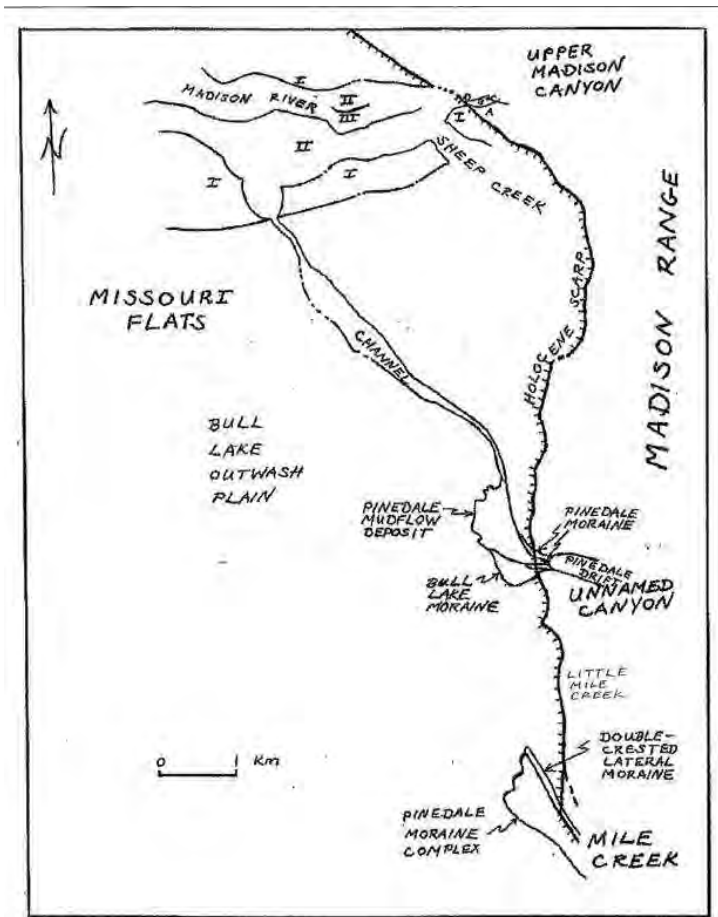 UPPER
MADISON
CANYON
I
MADISON RIVER
II
III
I
A
II
N
SHEEP CREEK
I
I
MISSOURI
FLATS
HOLOCENE SCARP
MADISON RANGE
CHANNEL
BULL
LAKE
OUTWASH
PLAIN
PINEDALE
MUDFLOW
DEPOSIT
PINEDALE
MORAINE
PINEDALE
DRIFT
BULL
LAKE
MORAINE
UNNAMED
CANYON
LITTLE
MILE
CREEK
DOUBLE-
CRESTED
LATERAL
MORAINE
0 1 Km
PINEDALE
MORAINE
COMPLEX
MILE
CREEK